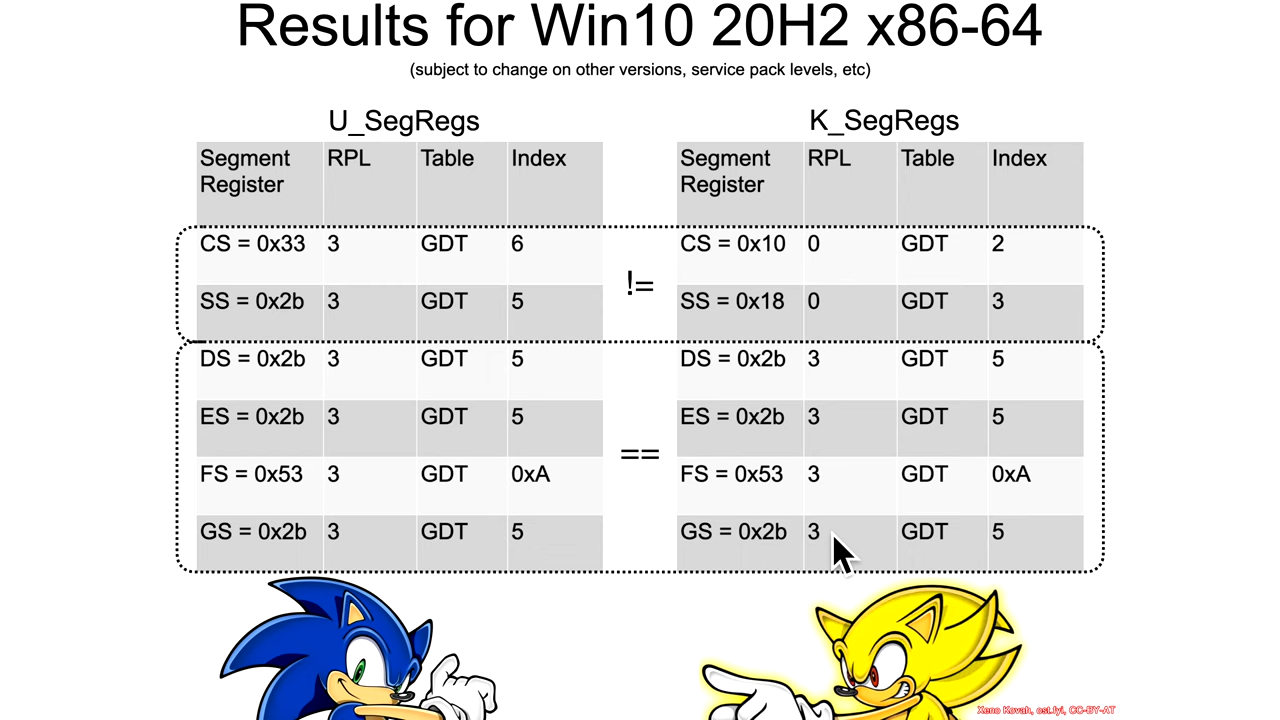 Results for Win10 20H2 x86-64
(subject to change on other versions, service pack levels, etc)
U_SegRegs
Segment Register RPL Table Index
CS = 0x33 3 GDT 6
SS = 0x2b 3 GDT 5
DS = 0x2b 3 GDT 5
ES = 0x2b 3 GDT 5
FS = 0x53 3 GDT 0xA
GS = 0x2b 3 GDT 5
!=
==
K_SegRegs
Segment Register RPL Table Index
CS = 0x10 0 GDT 2
SS = 0x18 0 GDT 3
DS = 0x2b 3 GDT 5
ES = 0x2b 3 GDT 5
FS = 0x53 3 GDT 0xA
GS = 0x2b 3 GDT 5
Xeno Kovah, ost.fyi, CC-BY-AT